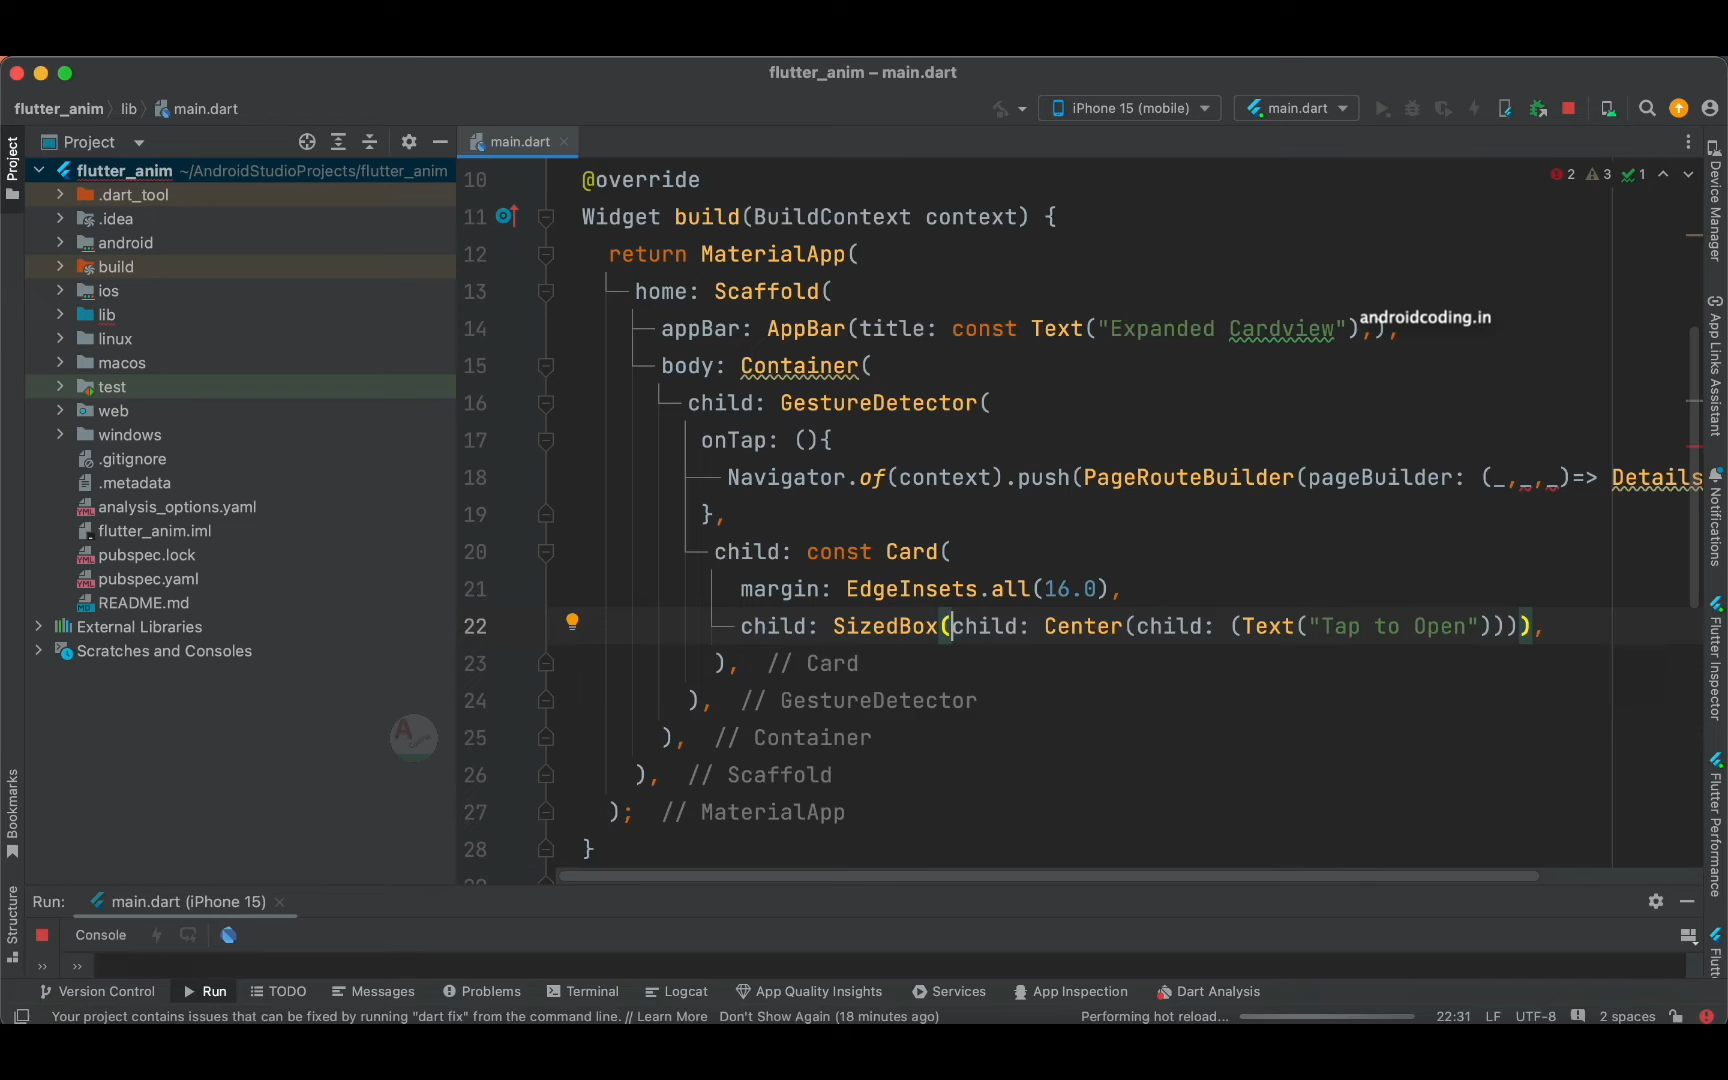 flutter_anim – main.dart
flutter_anim lib main.dart
iPhone 15 (mobile) main.dart
Project
main.dart
flutter_anim ~/AndroidStudioProjects/flutter_anim
.dart_tool
.idea
android
build
ios
lib
linux
macos
test
web
windows
.gitignore
.metadata
analysis_options.yaml
flutter_anim.iml
pubspec.lock
pubspec.yaml
README.md
External Libraries
Scratches and Consoles
2 3 1
10 @override
11 Widget build(BuildContext context) {
12 return MaterialApp(
13 home: Scaffold(
14 appBar: AppBar(title: const Text("Expanded Cardview"),),
androidcoding.in
15 body: Container(
16 child: GestureDetector(
17 onTap: (){
18 Navigator.of(context).push(PageRouteBuilder(pageBuilder: (_,_,_)=> Details
19 },
20 child: const Card(
21 margin: EdgeInsets.all(16.0),
22 child: SizedBox(child: Center(child: (Text("Tap to Open"))),
23 ), // Card
24 ), // GestureDetector
25 ), // Container
26 ), // Scaffold
27 ); // MaterialApp
28 }
Project
Bookmarks
Structure
Device Manager
App Links Assistant
Notifications
Flutter Inspector
Flutter Performance
Run: main.dart (iPhone 15)
Console
Version Control Run TODO Messages Problems Terminal Logcat App Quality Insights Services App Inspection Dart Analysis
Your project contains issues that can be fixed by running "dart fix" from the command line. // Learn More Don't Show Again (18 minutes ago) Performing hot reload... 22:31 LF UTF-8 2 spaces